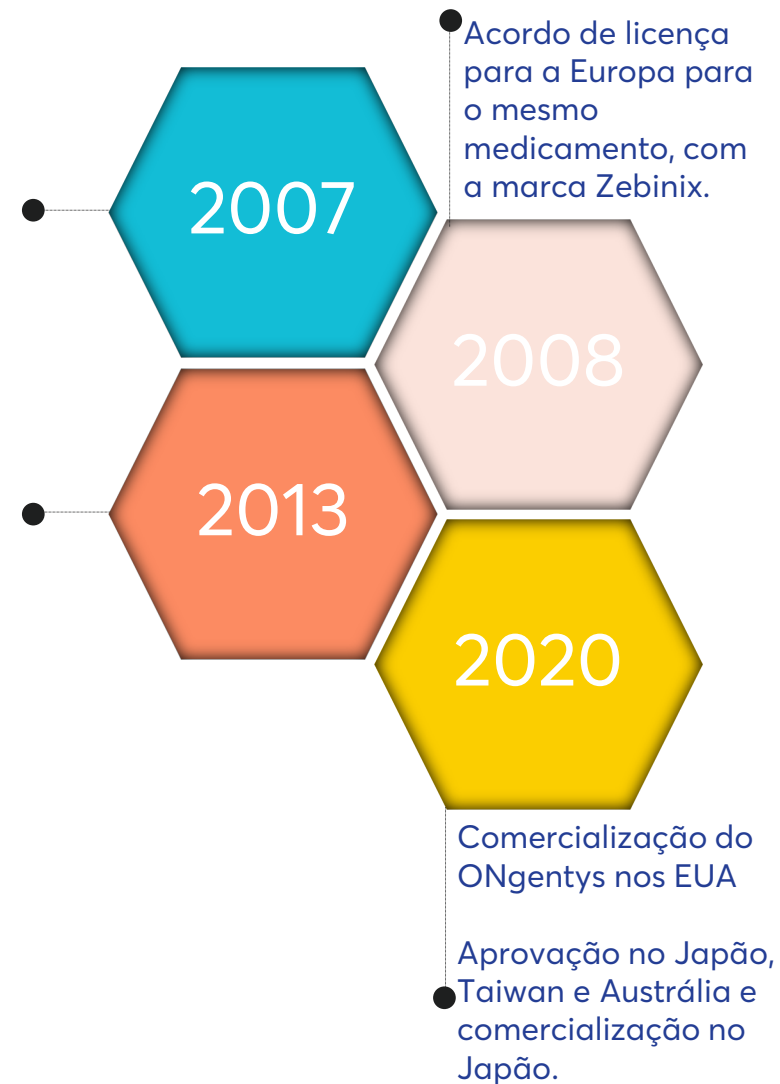 Acordo de licença
para a Europa para
o mesmo
medicamento, com
a marca Zebinix.
2007
2008
2013
2020
Comercialização do
ONgentys nos EUA
Aprovação no Japão,
Taiwan e Austrália e
comercialização no
Japão.